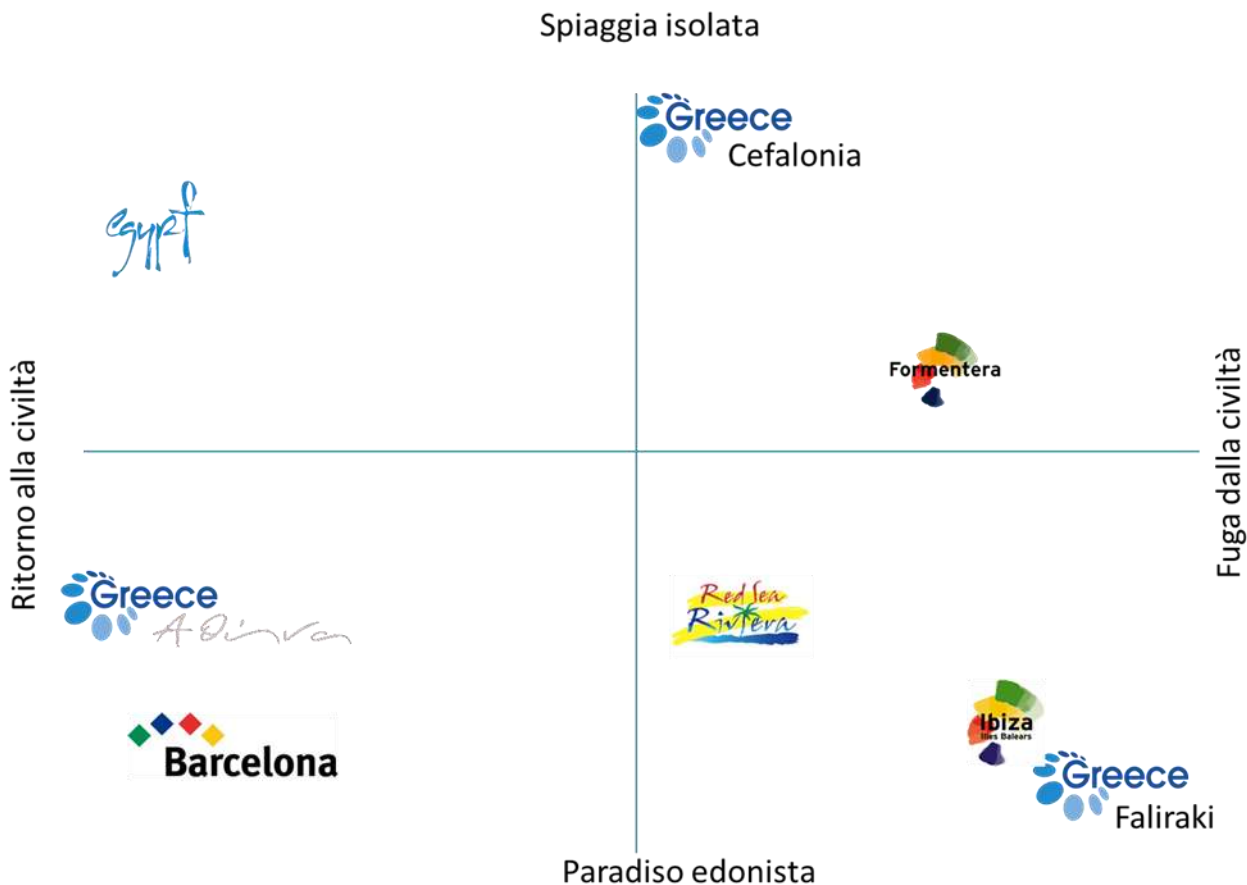 Spiaggia isolata
Greece
Cefalonia
egypt
Formentera
Ritorno alla civiltà
Fuga dalla civiltà
Greece
Αθήνα
Red Sea
Riviera
Ibiza
Illes Balears
Barcelona
Greece
Faliraki
Paradiso edonista